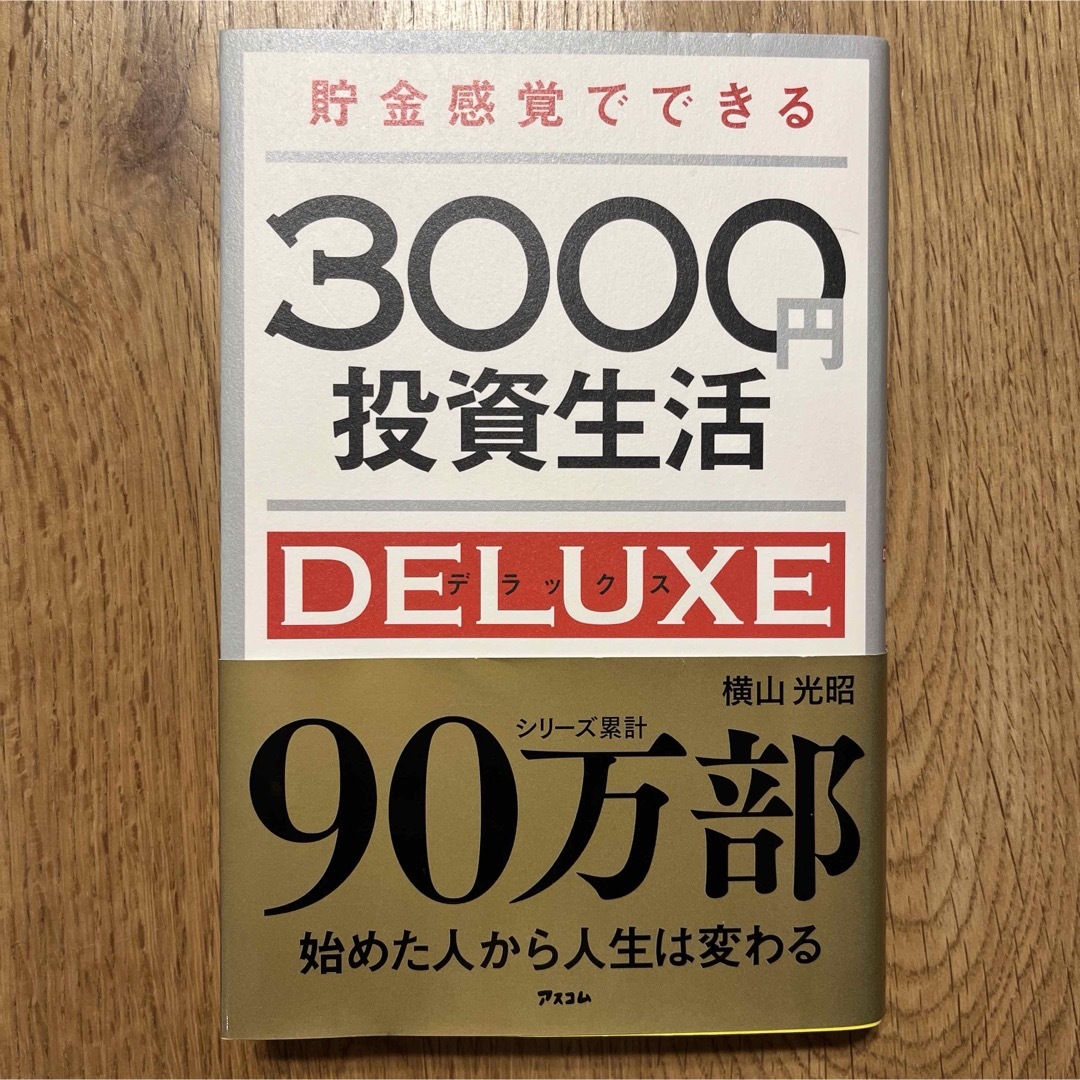 貯金感覚でできる
3000円
投資生活
DELUXE
デラックス
横山 光昭
シリーズ累計
90万部
始めた人から人生は変わる
アスコム